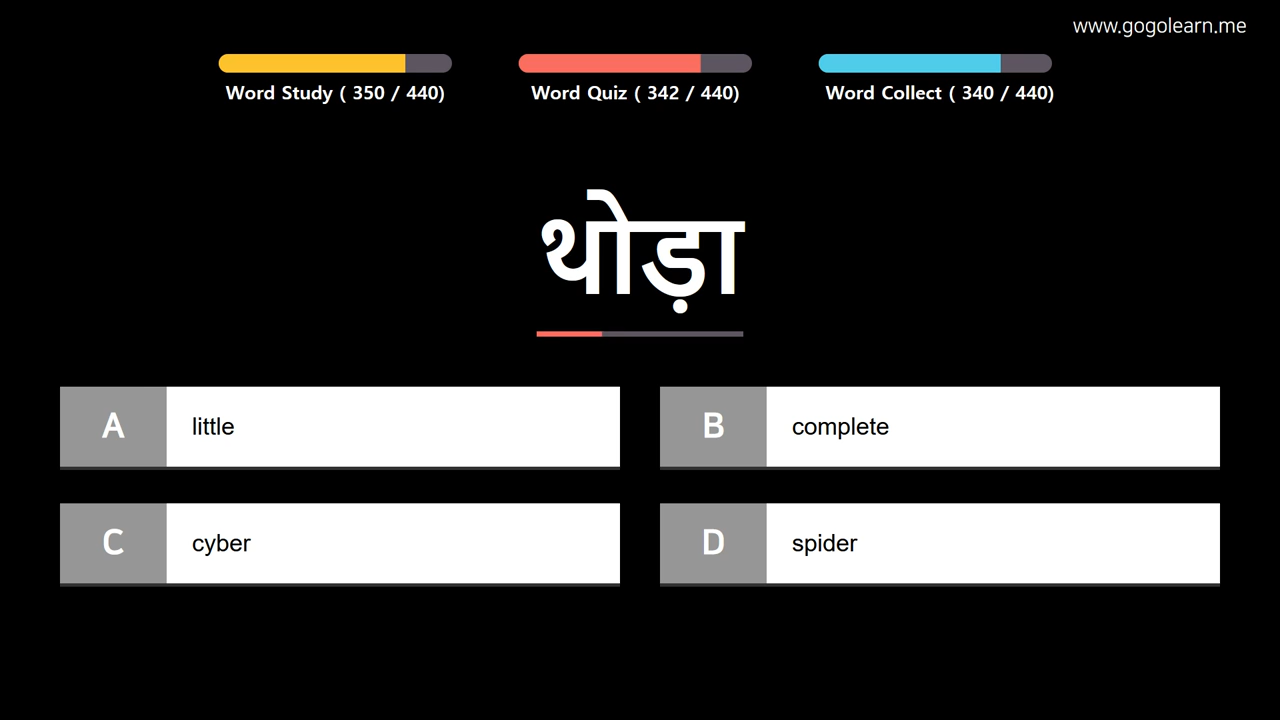 www.gogolearn.me
Word Study ( 350 / 440)
Word Quiz ( 342 / 440)
Word Collect ( 340 / 440)
थोड़ा
A little
B complete
C cyber
D spider